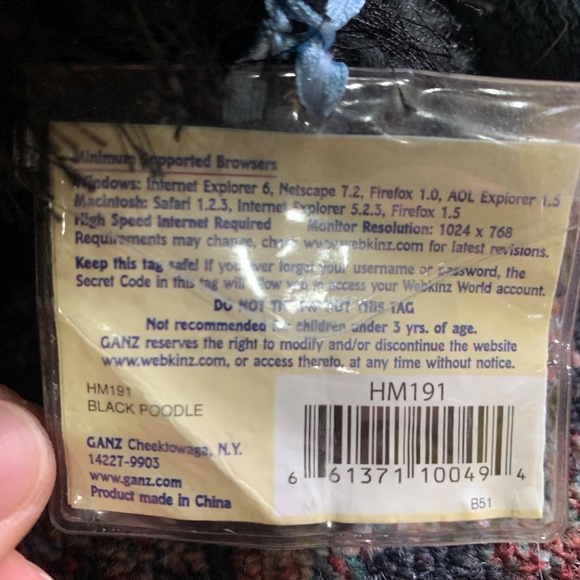 Minimum Supported Browsers
Windows: Internet Explorer 6, Netscape 7.2, Firefox 1.0, AOL Explorer 1.5
Macintosh: Safari 1.2.3, Internet Explorer 5.2.3, Firefox 1.5
High Speed Internet Required Monitor Resolution: 1024 x 768
Requirements may change, check www.webkinz.com for latest revisions.
Keep this tag safe! If you ever forget your username or password, the
Secret Code in this tag will allow you to access your Webkinz World account.
DO NOT THROW OUT THIS TAG
Not recommended for children under 3 yrs. of age.
GANZ reserves the right to modify and/or discontinue the website
www.webkinz.com, or access thereto, at any time without notice.
HM191
BLACK POODLE
GANZ Cheektowaga, N.Y.
14227-9903
www.ganz.com
Product made in China
HM191
6 61371 10049 4
B51